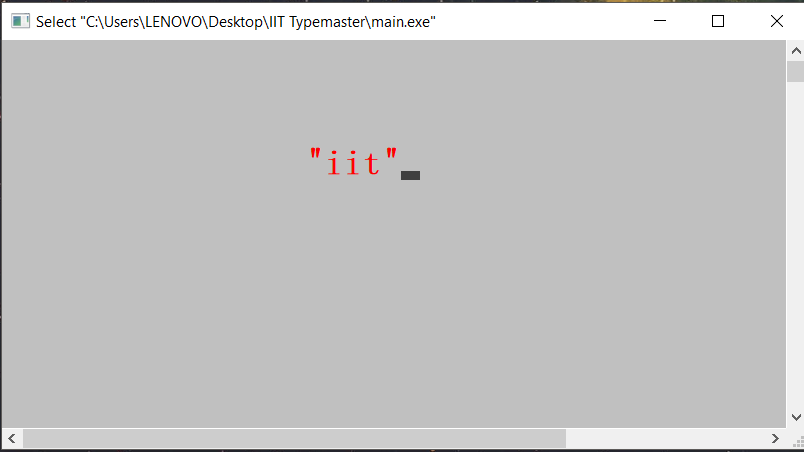 Select "C:\Users\LENOVO\Desktop\IIT Typemaster\main.exe"
"iit"